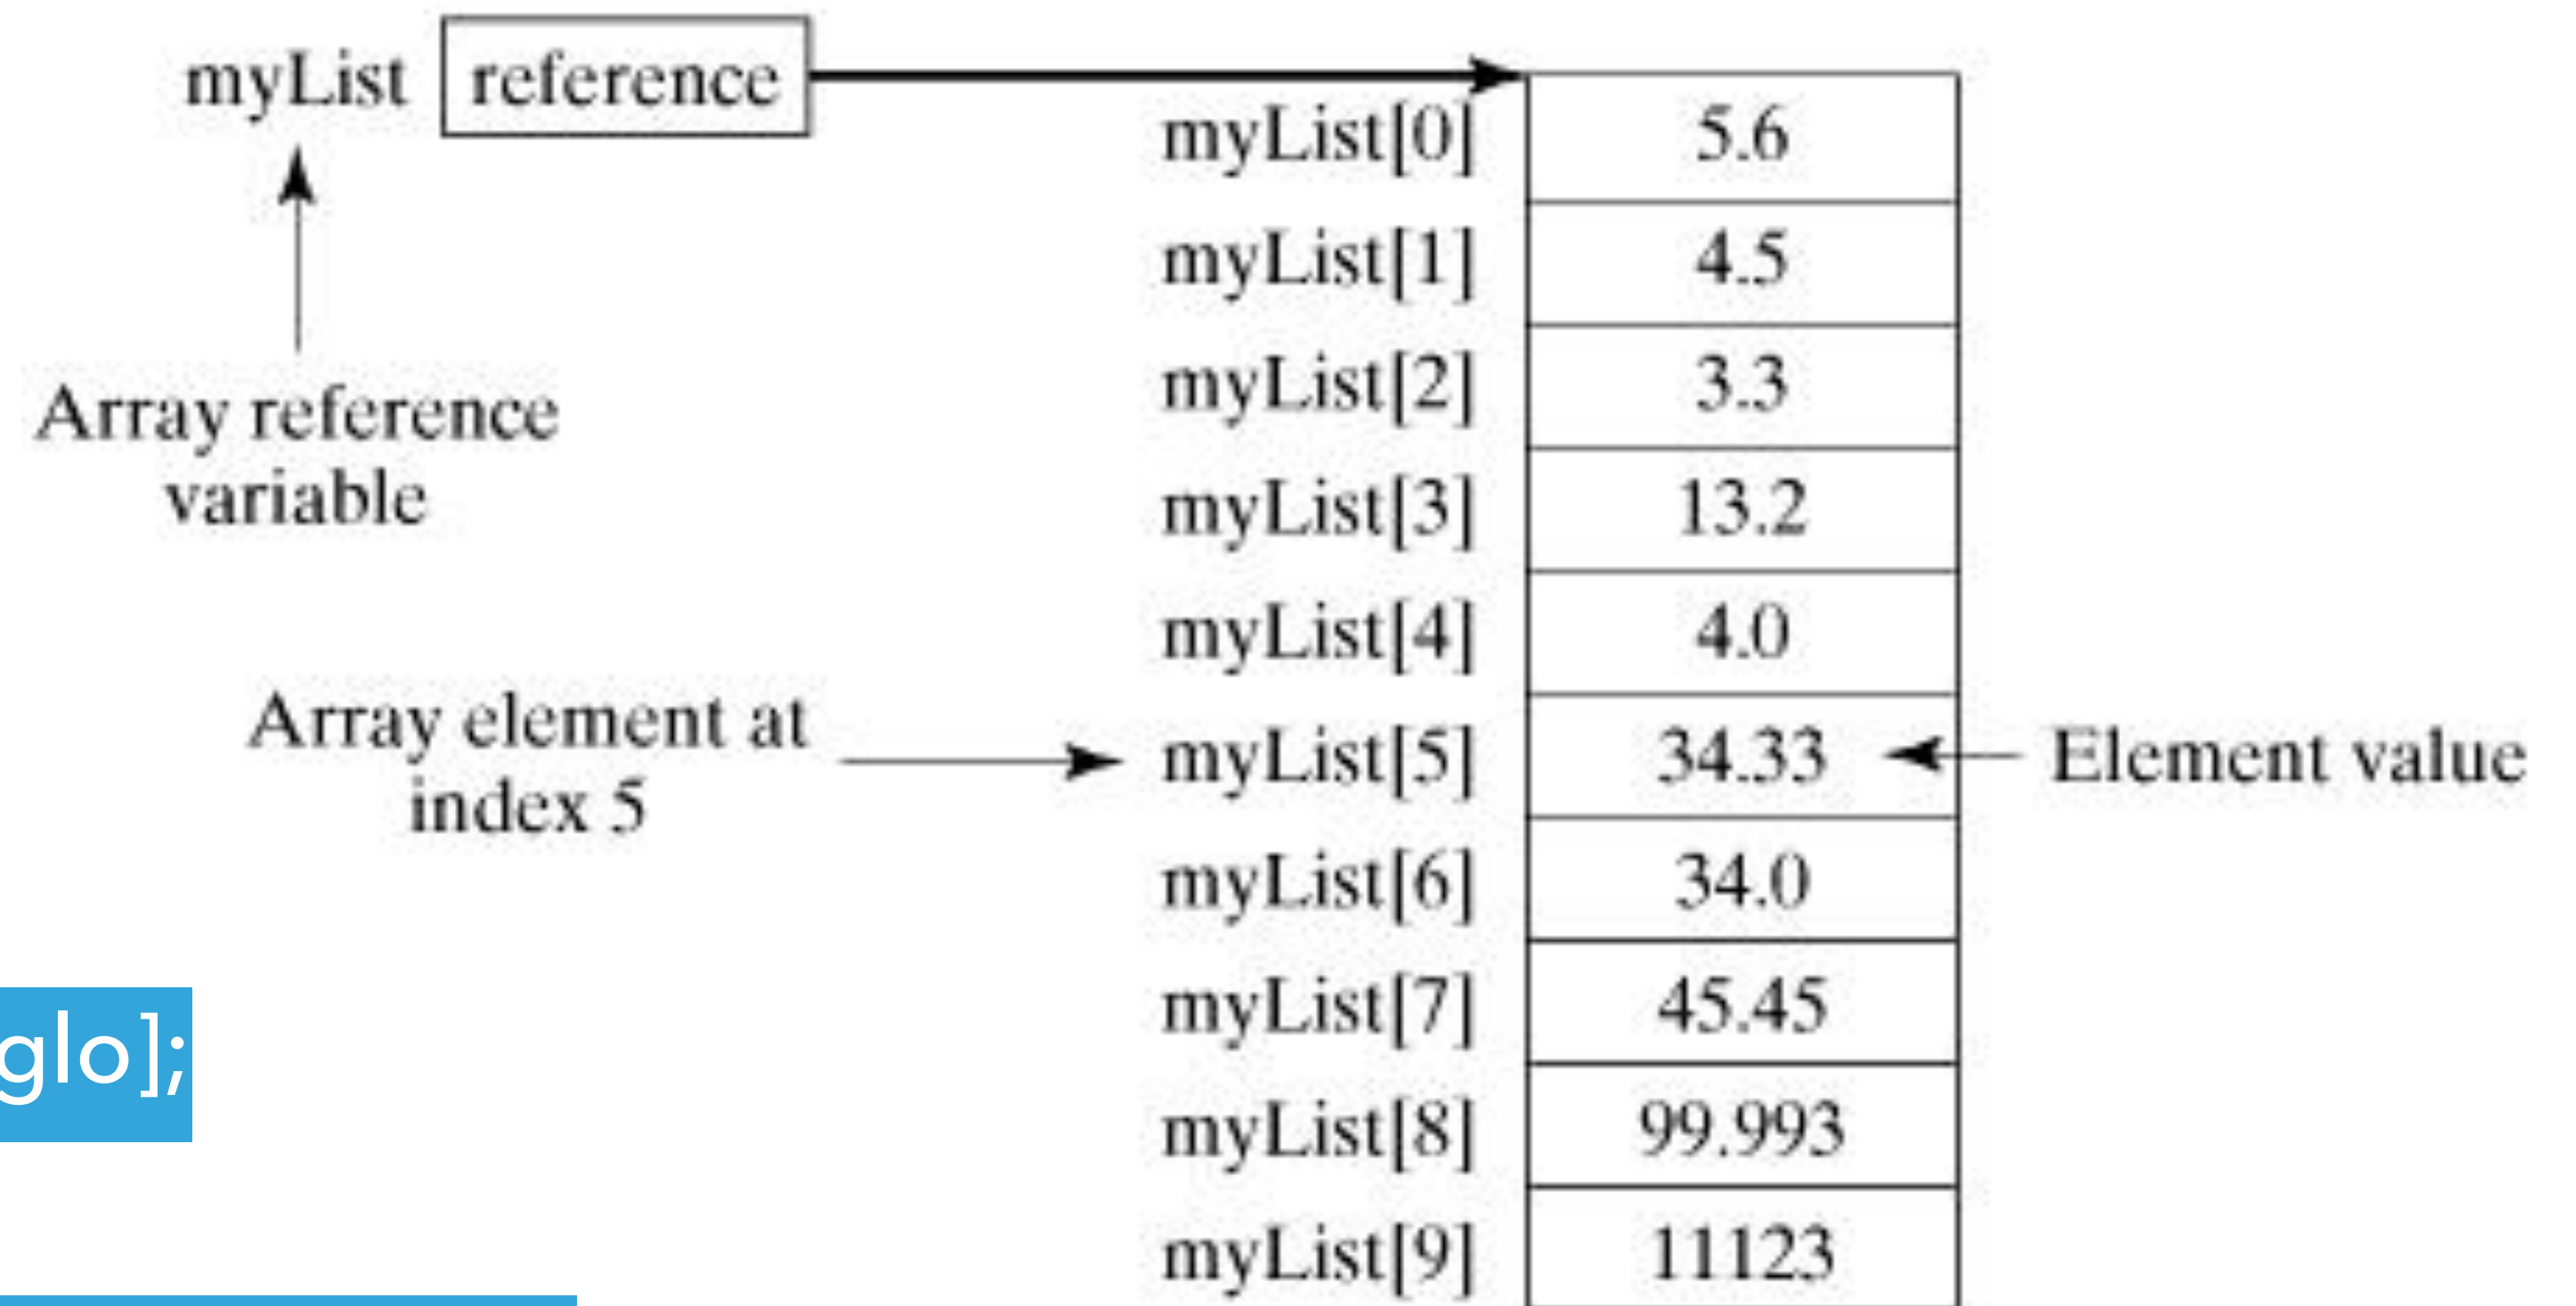 myList reference
myList[0] 5.6
myList[1] 4.5
myList[2] 3.3
Array reference
variable
myList[3] 13.2
myList[4] 4.0
Array element at
index 5
myList[5] 34.33 Element value
myList[6] 34.0
myList[7] 45.45
glo];
myList[8] 99.993
myList[9] 11123